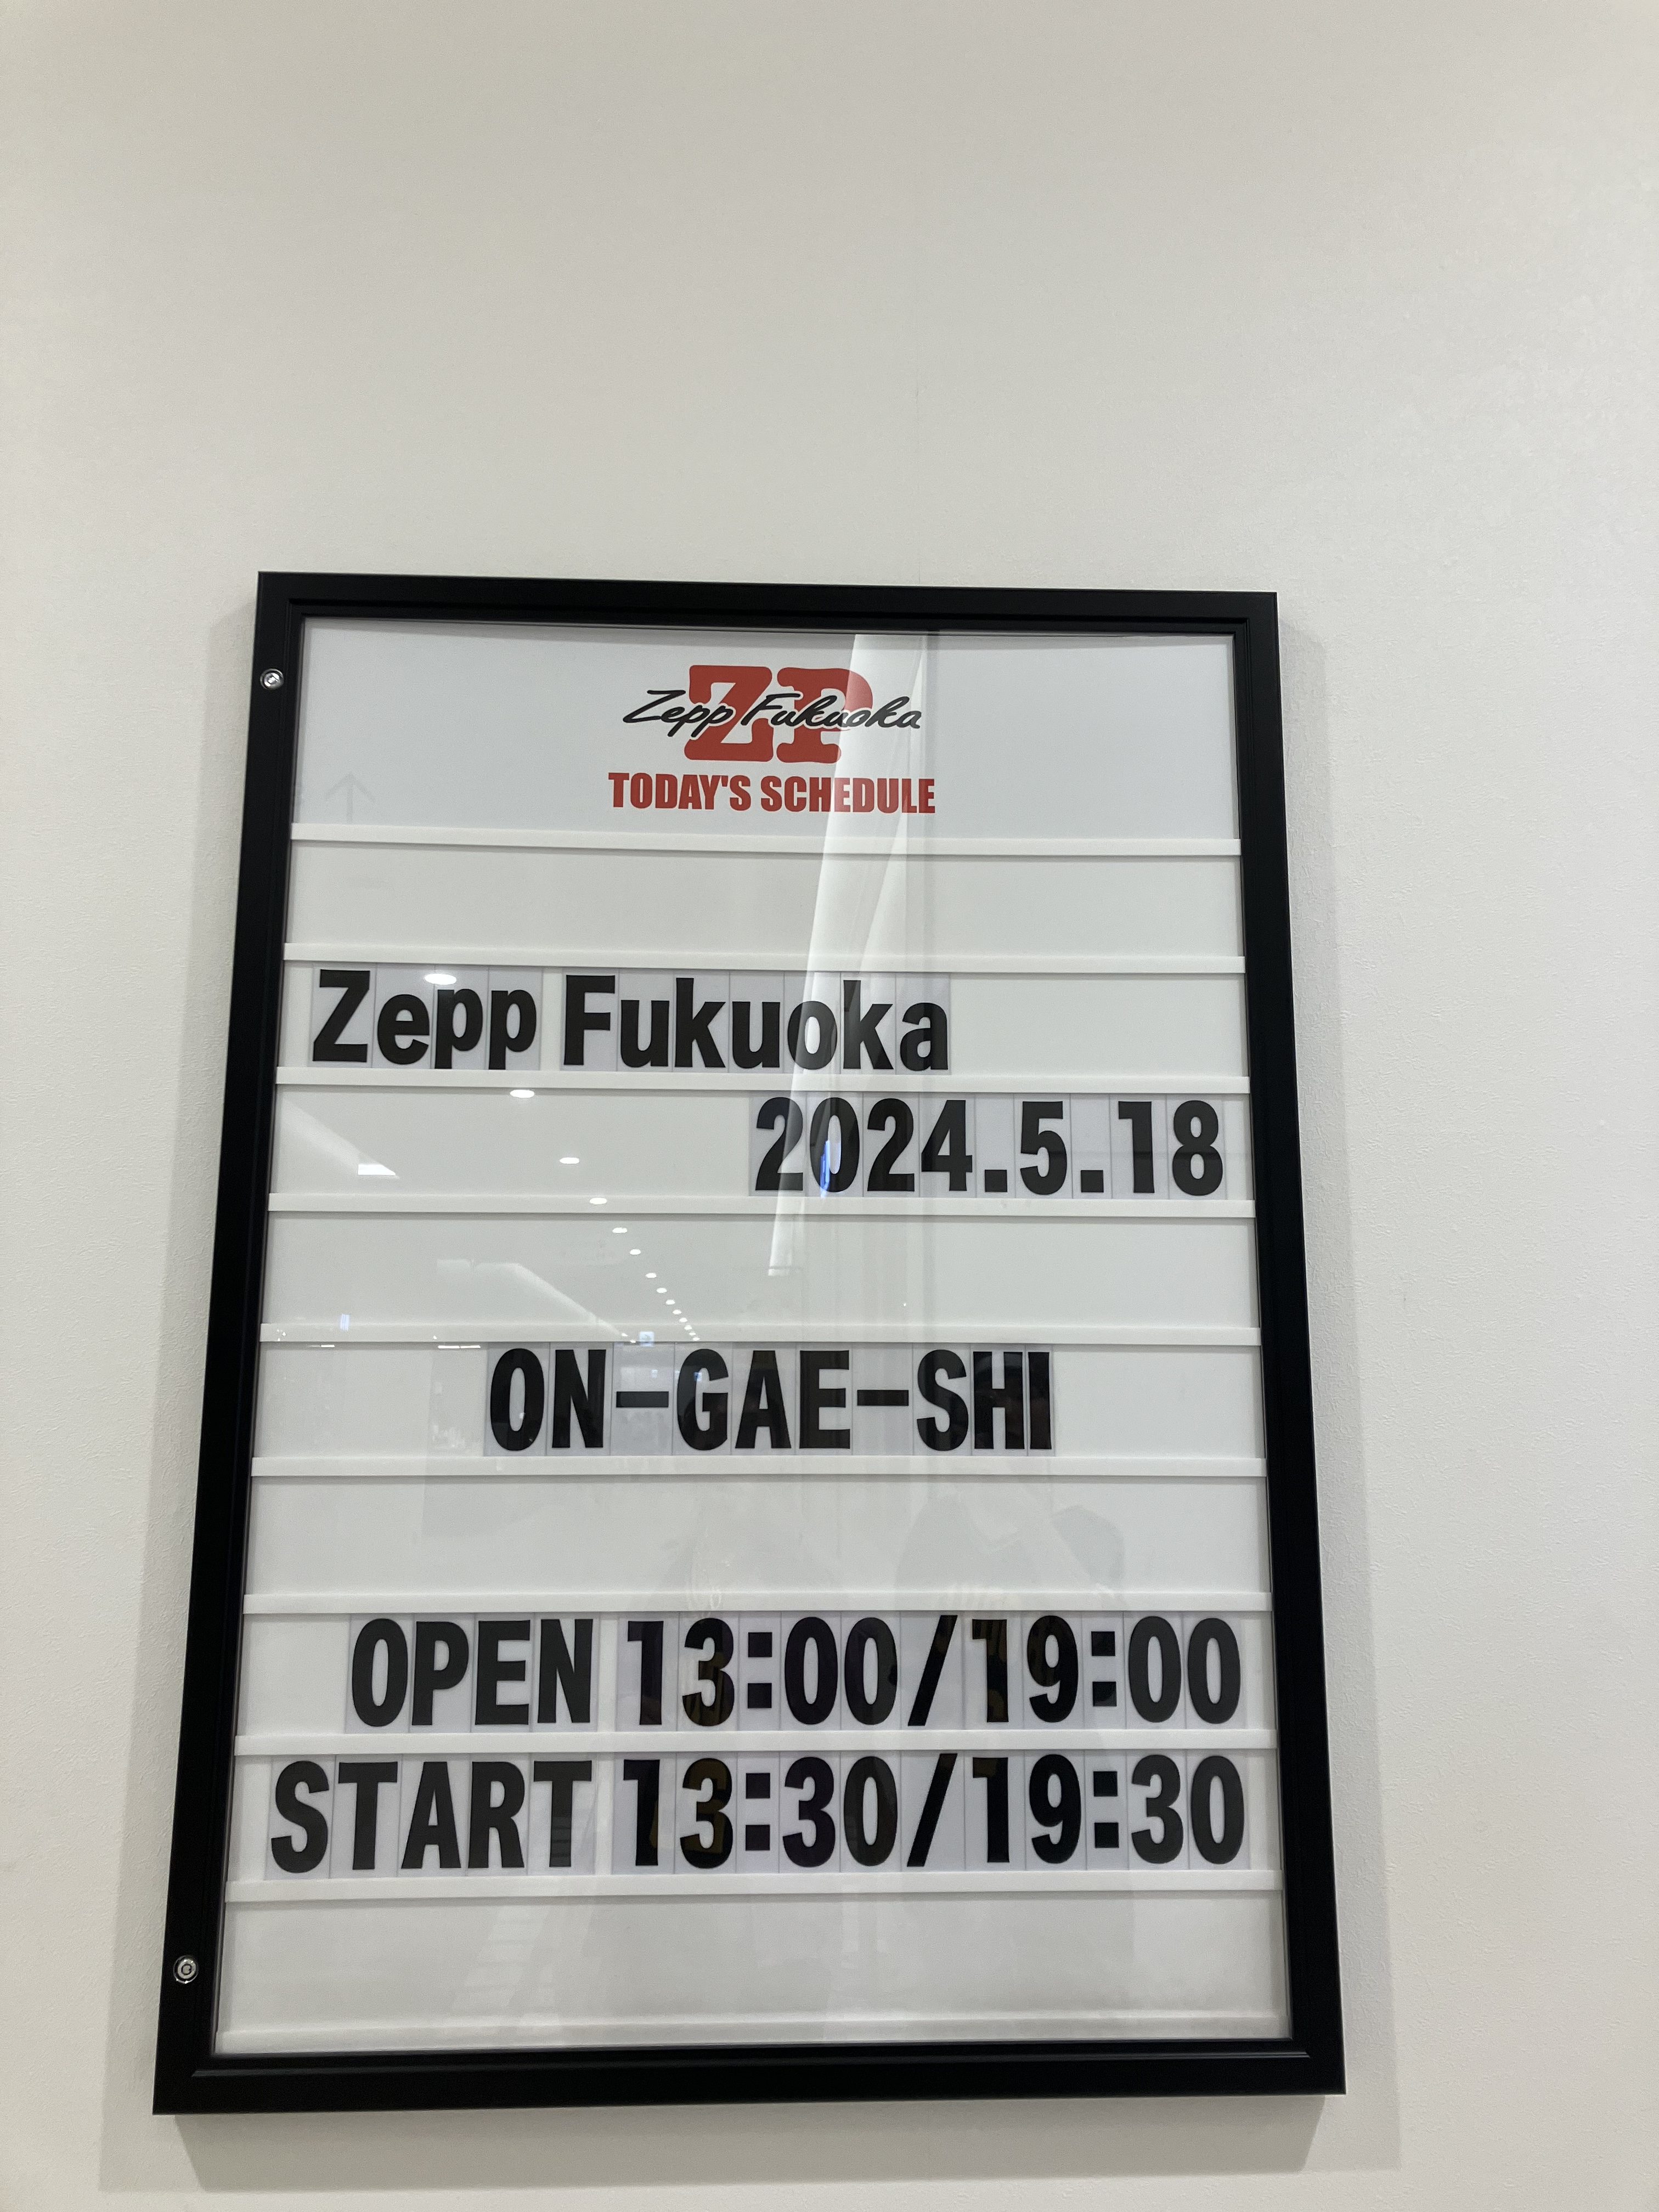 ZP
Zepp Fukuoka
TODAY'S SCHEDULE
Zepp Fukuoka
2024.5.18
ON-GAE-SHI
OPEN 13:00/19:00
START 13:30/19:30